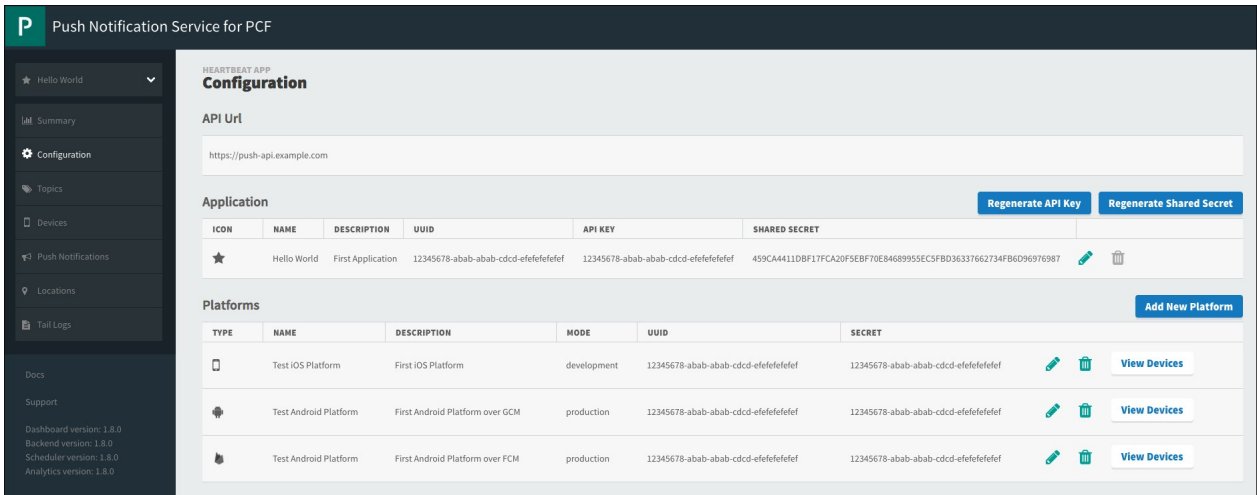 P Push Notification Service for PCF
Hello World
Summary
Configuration
Topics
Devices
Push Notifications
Locations
Tail Logs
Docs
Support
Dashboard version: 1.8.0
Backend version: 1.8.0
Scheduler version: 1.8.0
Analytics version: 1.8.0
HEARTBEAT APP
Configuration
API Url
https://push-api.example.com
Application Regenerate API Key Regenerate Shared Secret
ICON NAME DESCRIPTION UUID API KEY SHARED SECRET
Hello World First Application 12345678-abab-abab-cdcd-efefefefefef 12345678-abab-abab-cdcd-efefefefefef 459CA4411DBF17FCA20F5EBF70E84689955EC5FBD36337662734FB6D96976987
Platforms Add New Platform
TYPE NAME DESCRIPTION MODE UUID SECRET
Test iOS Platform First iOS Platform development 12345678-abab-abab-cdcd-efefefefefef 12345678-abab-abab-cdcd-efefefefefef View Devices
Test Android Platform First Android Platform over GCM production 12345678-abab-abab-cdcd-efefefefefef 12345678-abab-abab-cdcd-efefefefefef View Devices
Test Android Platform First Android Platform over FCM production 12345678-abab-abab-cdcd-efefefefefef 12345678-abab-abab-cdcd-efefefefefef View Devices